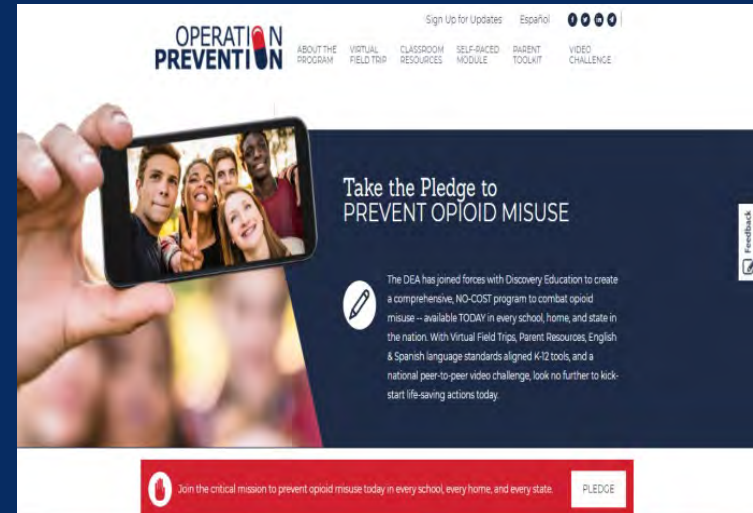 Sign Up for Updates Español
OPERATION
PREVENTION
ABOUT THE PROGRAM
VIRTUAL FIELD TRIP
CLASSROOM RESOURCES
SELF-PACED MODULE
PARENT TOOLKIT
VIDEO CHALLENGE
Take the Pledge to
PREVENT OPIOID MISUSE
Feedback
The DEA has joined forces with Discovery Education to create
a comprehensive, NO-COST program to combat opioid
misuse -- available TODAY in every school, home, and state in
the nation. With Virtual Field Trips, Parent Resources, English
& Spanish language standards aligned K-12 tools, and a
national peer-to-peer video challenge, look no further to kick-
start life-saving actions today.
Join the critical mission to prevent opioid misuse today in every school, every home, and every state.
PLEDGE